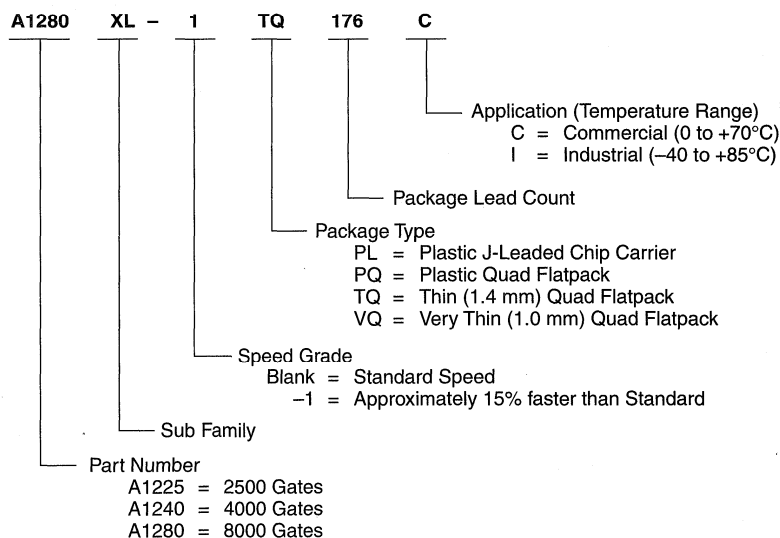 A1280 XL – 1 TQ 176 C
Application (Temperature Range)
C = Commercial (0 to +70°C)
I = Industrial (–40 to +85°C)
Package Lead Count
Package Type
PL = Plastic J-Leaded Chip Carrier
PQ = Plastic Quad Flatpack
TQ = Thin (1.4 mm) Quad Flatpack
VQ = Very Thin (1.0 mm) Quad Flatpack
Speed Grade
Blank = Standard Speed
–1 = Approximately 15% faster than Standard
Sub Family
Part Number
A1225 = 2500 Gates
A1240 = 4000 Gates
A1280 = 8000 Gates